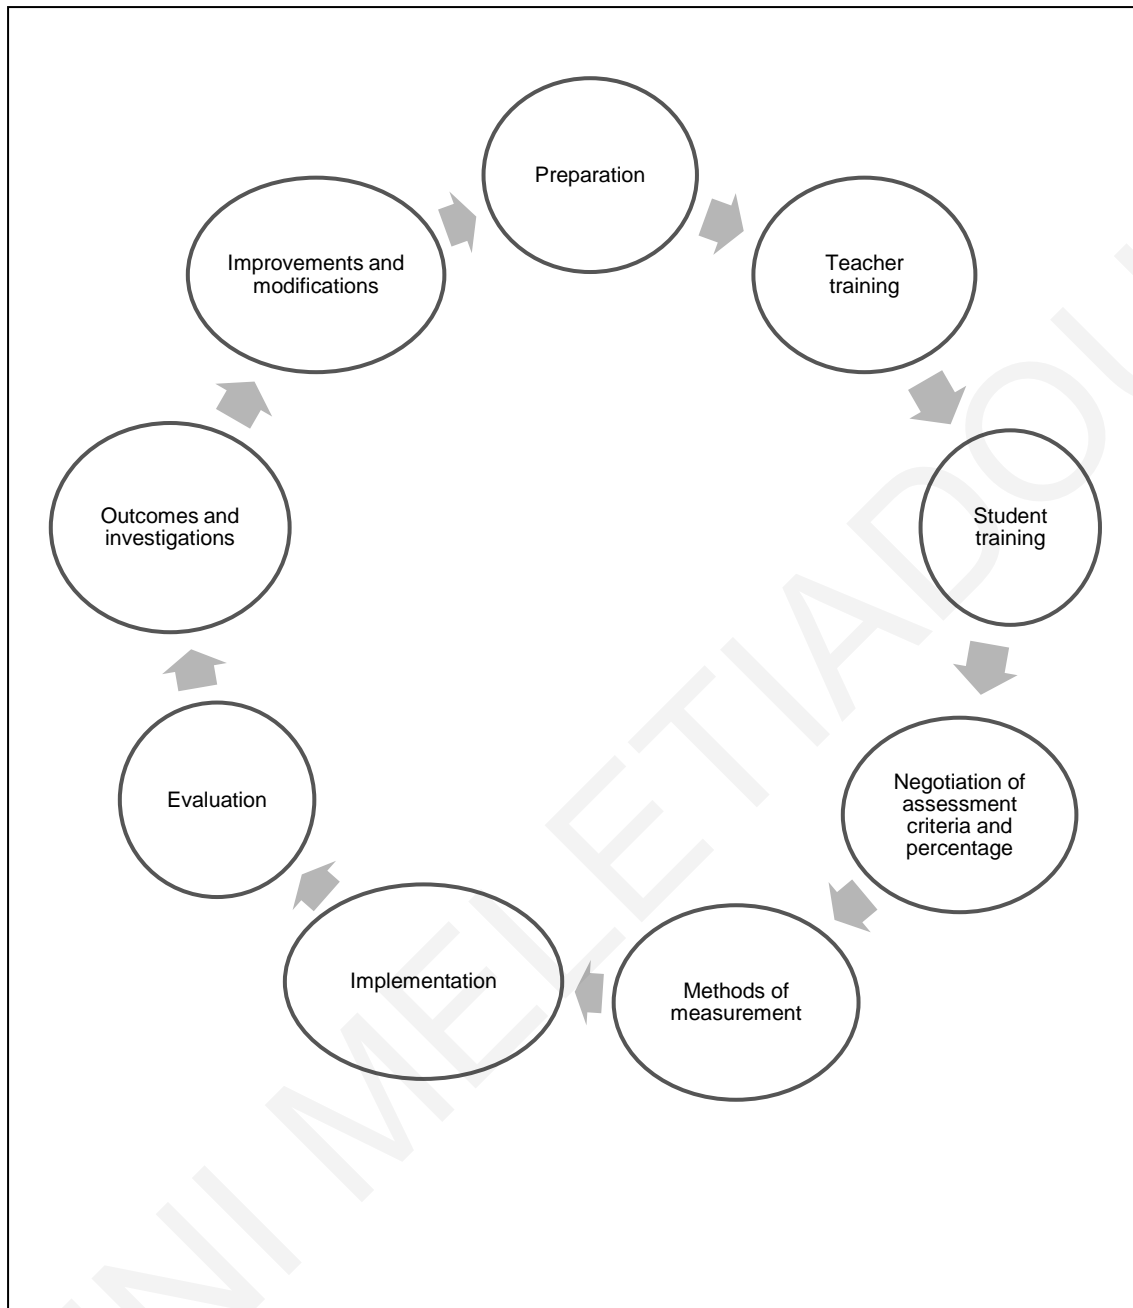 Preparation
Teacher
training
Student
training
Negotiation of
assessment
criteria and
percentage
Methods of
measurement
Implementation
Evaluation
Outcomes and
investigations
Improvements and
modifications
MELETIADOU